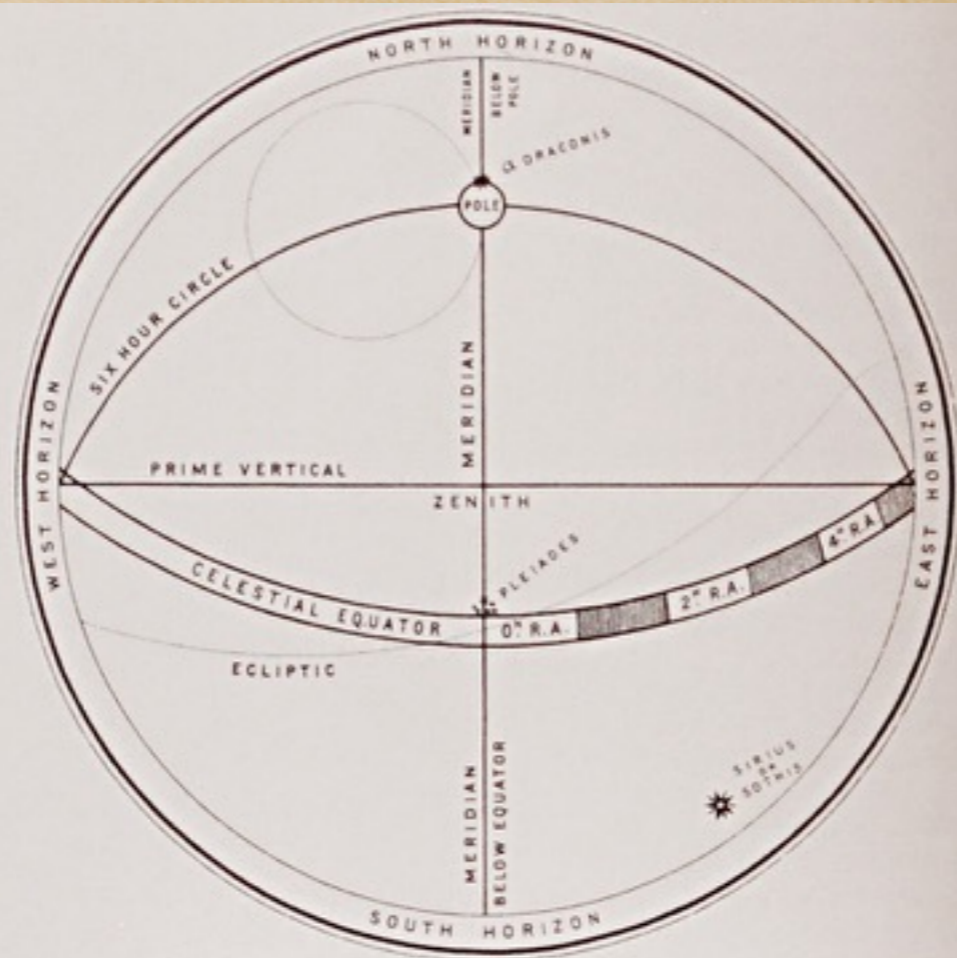 NORTH HORIZON
MERIDIAN
BELOW
POLE
α DRACONIS
POLE
SIX HOUR CIRCLE
MERIDIAN
WEST HORIZON
EAST HORIZON
PRIME VERTICAL
ZENITH
PLEIADES
CELESTIAL EQUATOR
0ʰ. R.A.
2ʰ R.A.
4ʰ R.A.
ECLIPTIC
SIRIUS
OR
SOTHIS
MERIDIAN
BELOW EQUATOR
SOUTH HORIZON